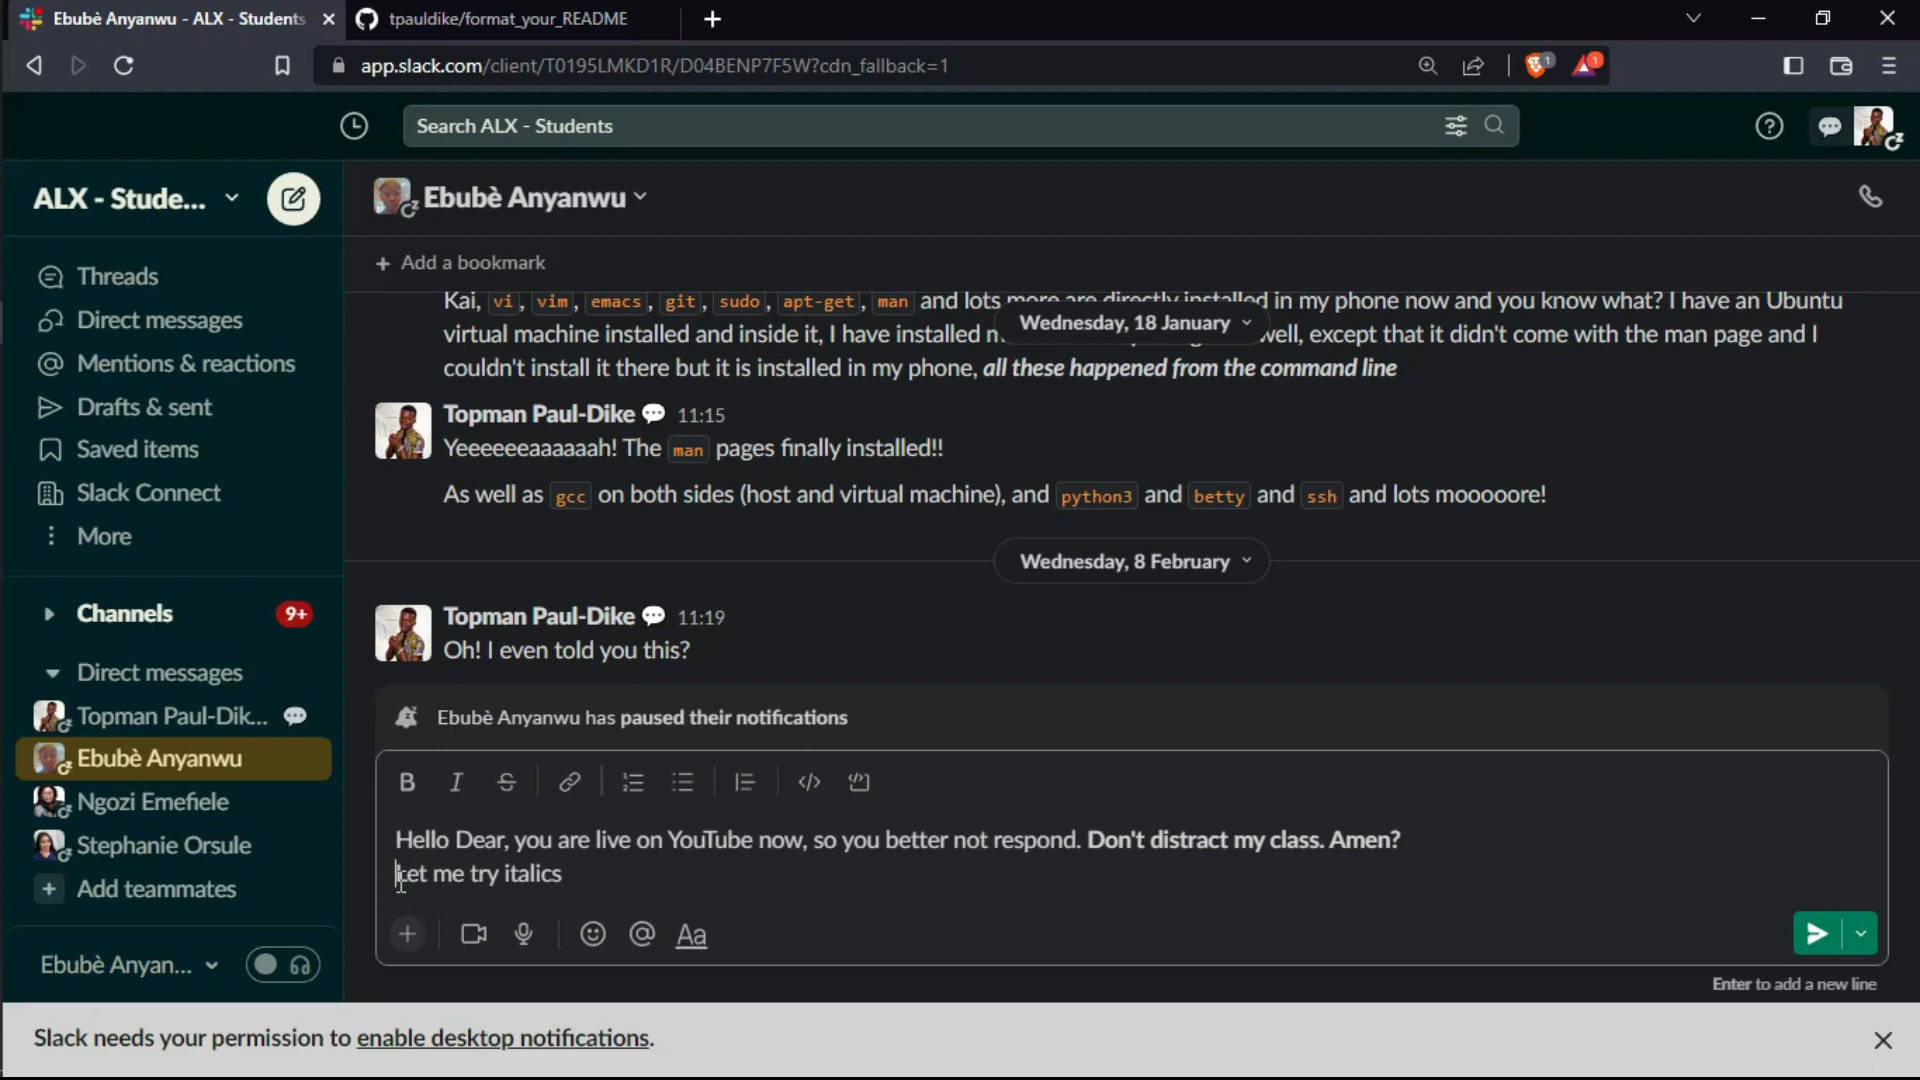 Ebubè Anyanwu - ALX - Students
tpauldike/format_your_README
app.slack.com/client/T0195LMKD1R/D04BENP7F5W?cdn_fallback=1
1
1
Search ALX - Students
ALX - Stude...
Ebubè Anyanwu
Threads
Direct messages
Mentions & reactions
Drafts & sent
Saved items
Slack Connect
More
Channels
9+
Direct messages
Topman Paul-Dik...
Ebubè Anyanwu
Ngozi Emefiele
Stephanie Orsule
Add teammates
Ebubè Anyan...
Add a bookmark
Kai, vi, vim, emacs, git, sudo, apt-get, man and lots more are directly installed in my phone now and you know what? I have an Ubuntu
Wednesday, 18 January
virtual machine installed and inside it, I have installed well, except that it didn't come with the man page and I
couldn't install it there but it is installed in my phone, all these happened from the command line
Topman Paul-Dike 11:15
Yeeeeeeaaaaaah! The man pages finally installed!!
As well as gcc on both sides (host and virtual machine), and python3 and betty and ssh and lots mooooore!
Wednesday, 8 February
Topman Paul-Dike 11:19
Oh! I even told you this?
Ebubè Anyanwu has paused their notifications
B I S
Hello Dear, you are live on YouTube now, so you better not respond. Don't distract my class. Amen?
Let me try italics
Aa
Enter to add a new line
Slack needs your permission to enable desktop notifications.